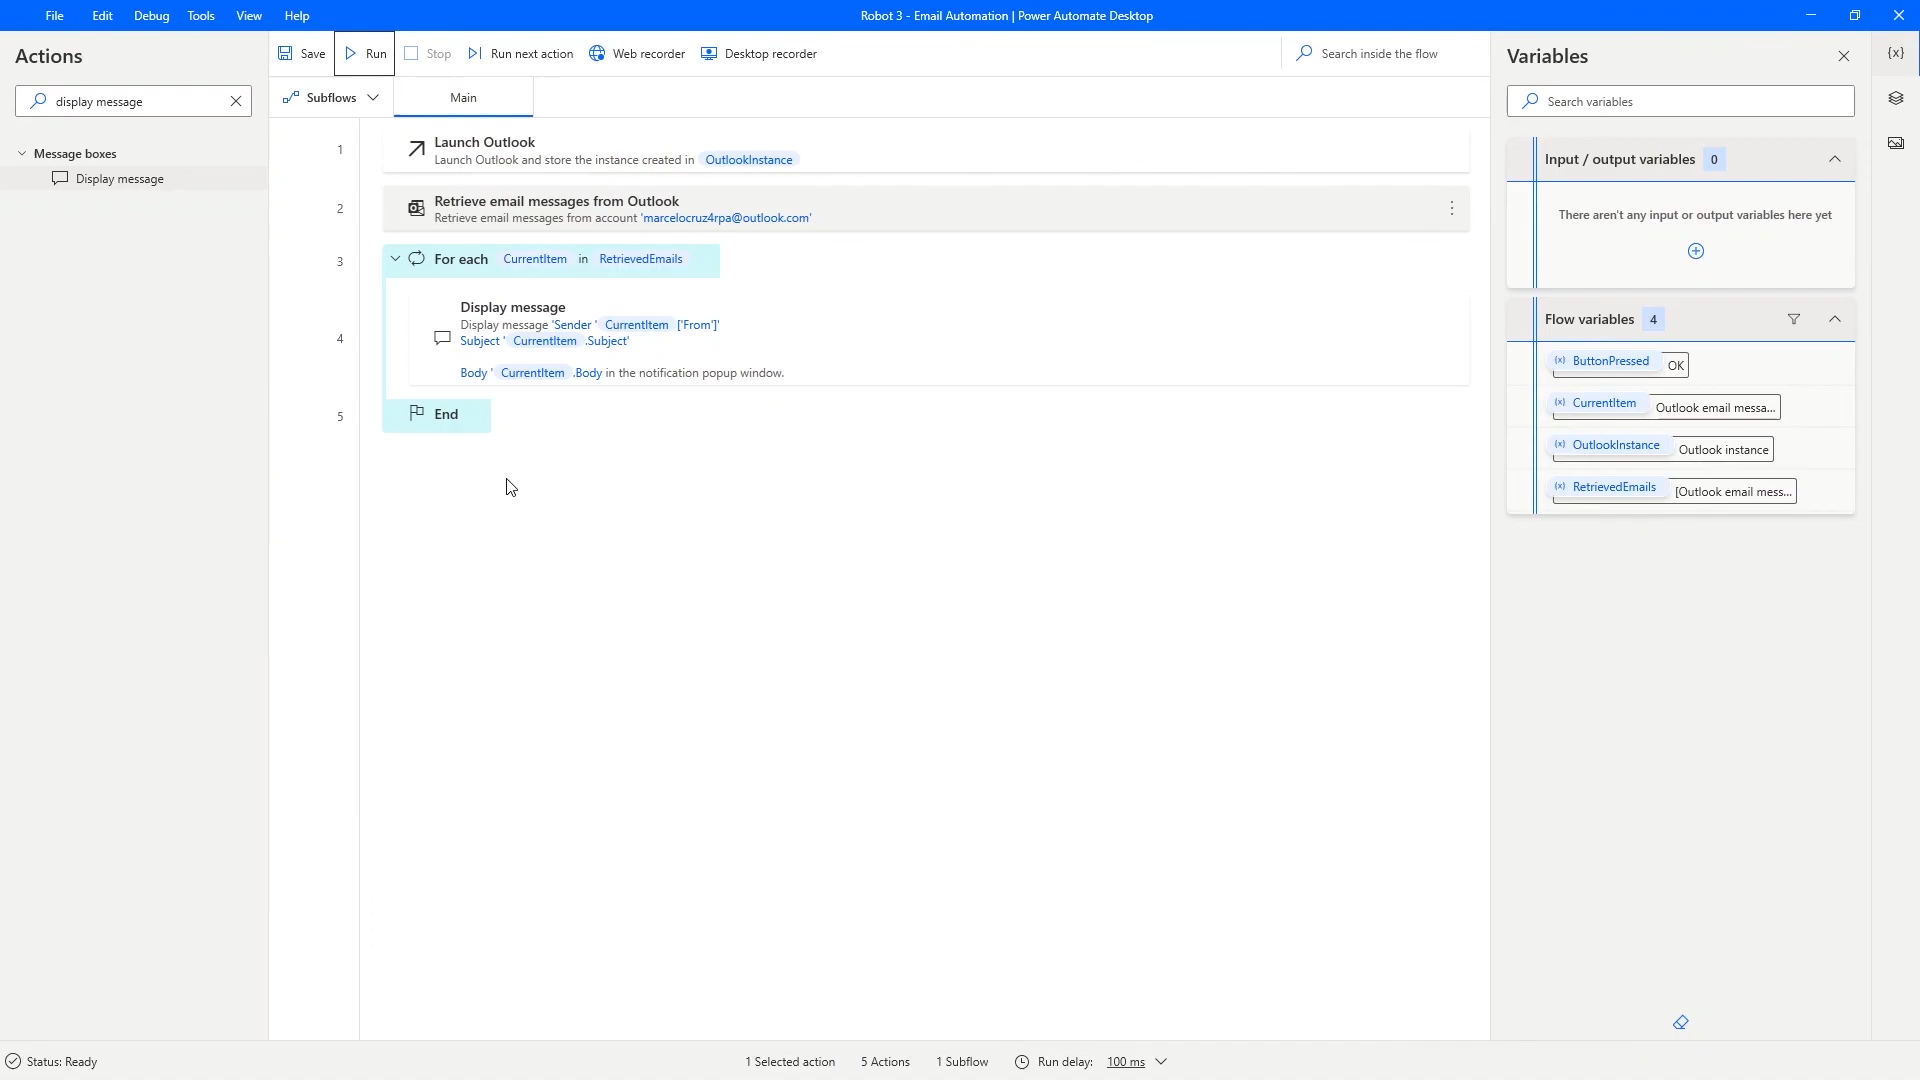 File Edit Debug Tools View Help
Robot 3 - Email Automation | Power Automate Desktop
Actions
display message
Message boxes
Display message
Save Run Stop Run next action Web recorder Desktop recorder
Search inside the flow
Subflows Main
1
Launch Outlook
Launch Outlook and store the instance created in OutlookInstance
2
Retrieve email messages from Outlook
Retrieve email messages from account 'marcelocruz4rpa@outlook.com'
3
For each CurrentItem in RetrievedEmails
4
Display message
Display message 'Sender ' CurrentItem ['From']'
Subject ' CurrentItem .Subject'
Body ' CurrentItem .Body in the notification popup window.
5
End
Variables
{x}
Search variables
Input / output variables 0
There aren't any input or output variables here yet
Flow variables 4
(x) ButtonPressed OK
(x) CurrentItem Outlook email messa...
(x) OutlookInstance Outlook instance
(x) RetrievedEmails [Outlook email mess...
Status: Ready
1 Selected action 5 Actions 1 Subflow Run delay: 100 ms